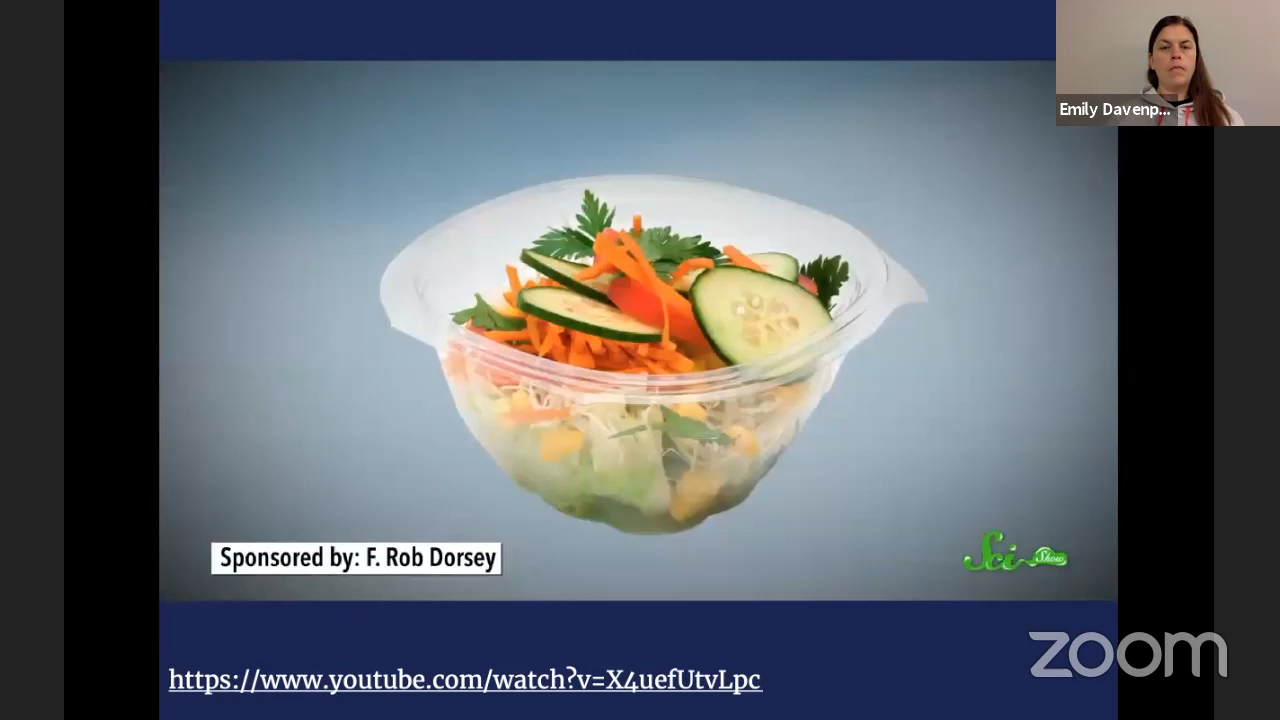 Emily Davenp...
Sponsored by: F. Rob Dorsey
Sci Show
https://www.youtube.com/watch?v=X4uefUtvLpc
zoom